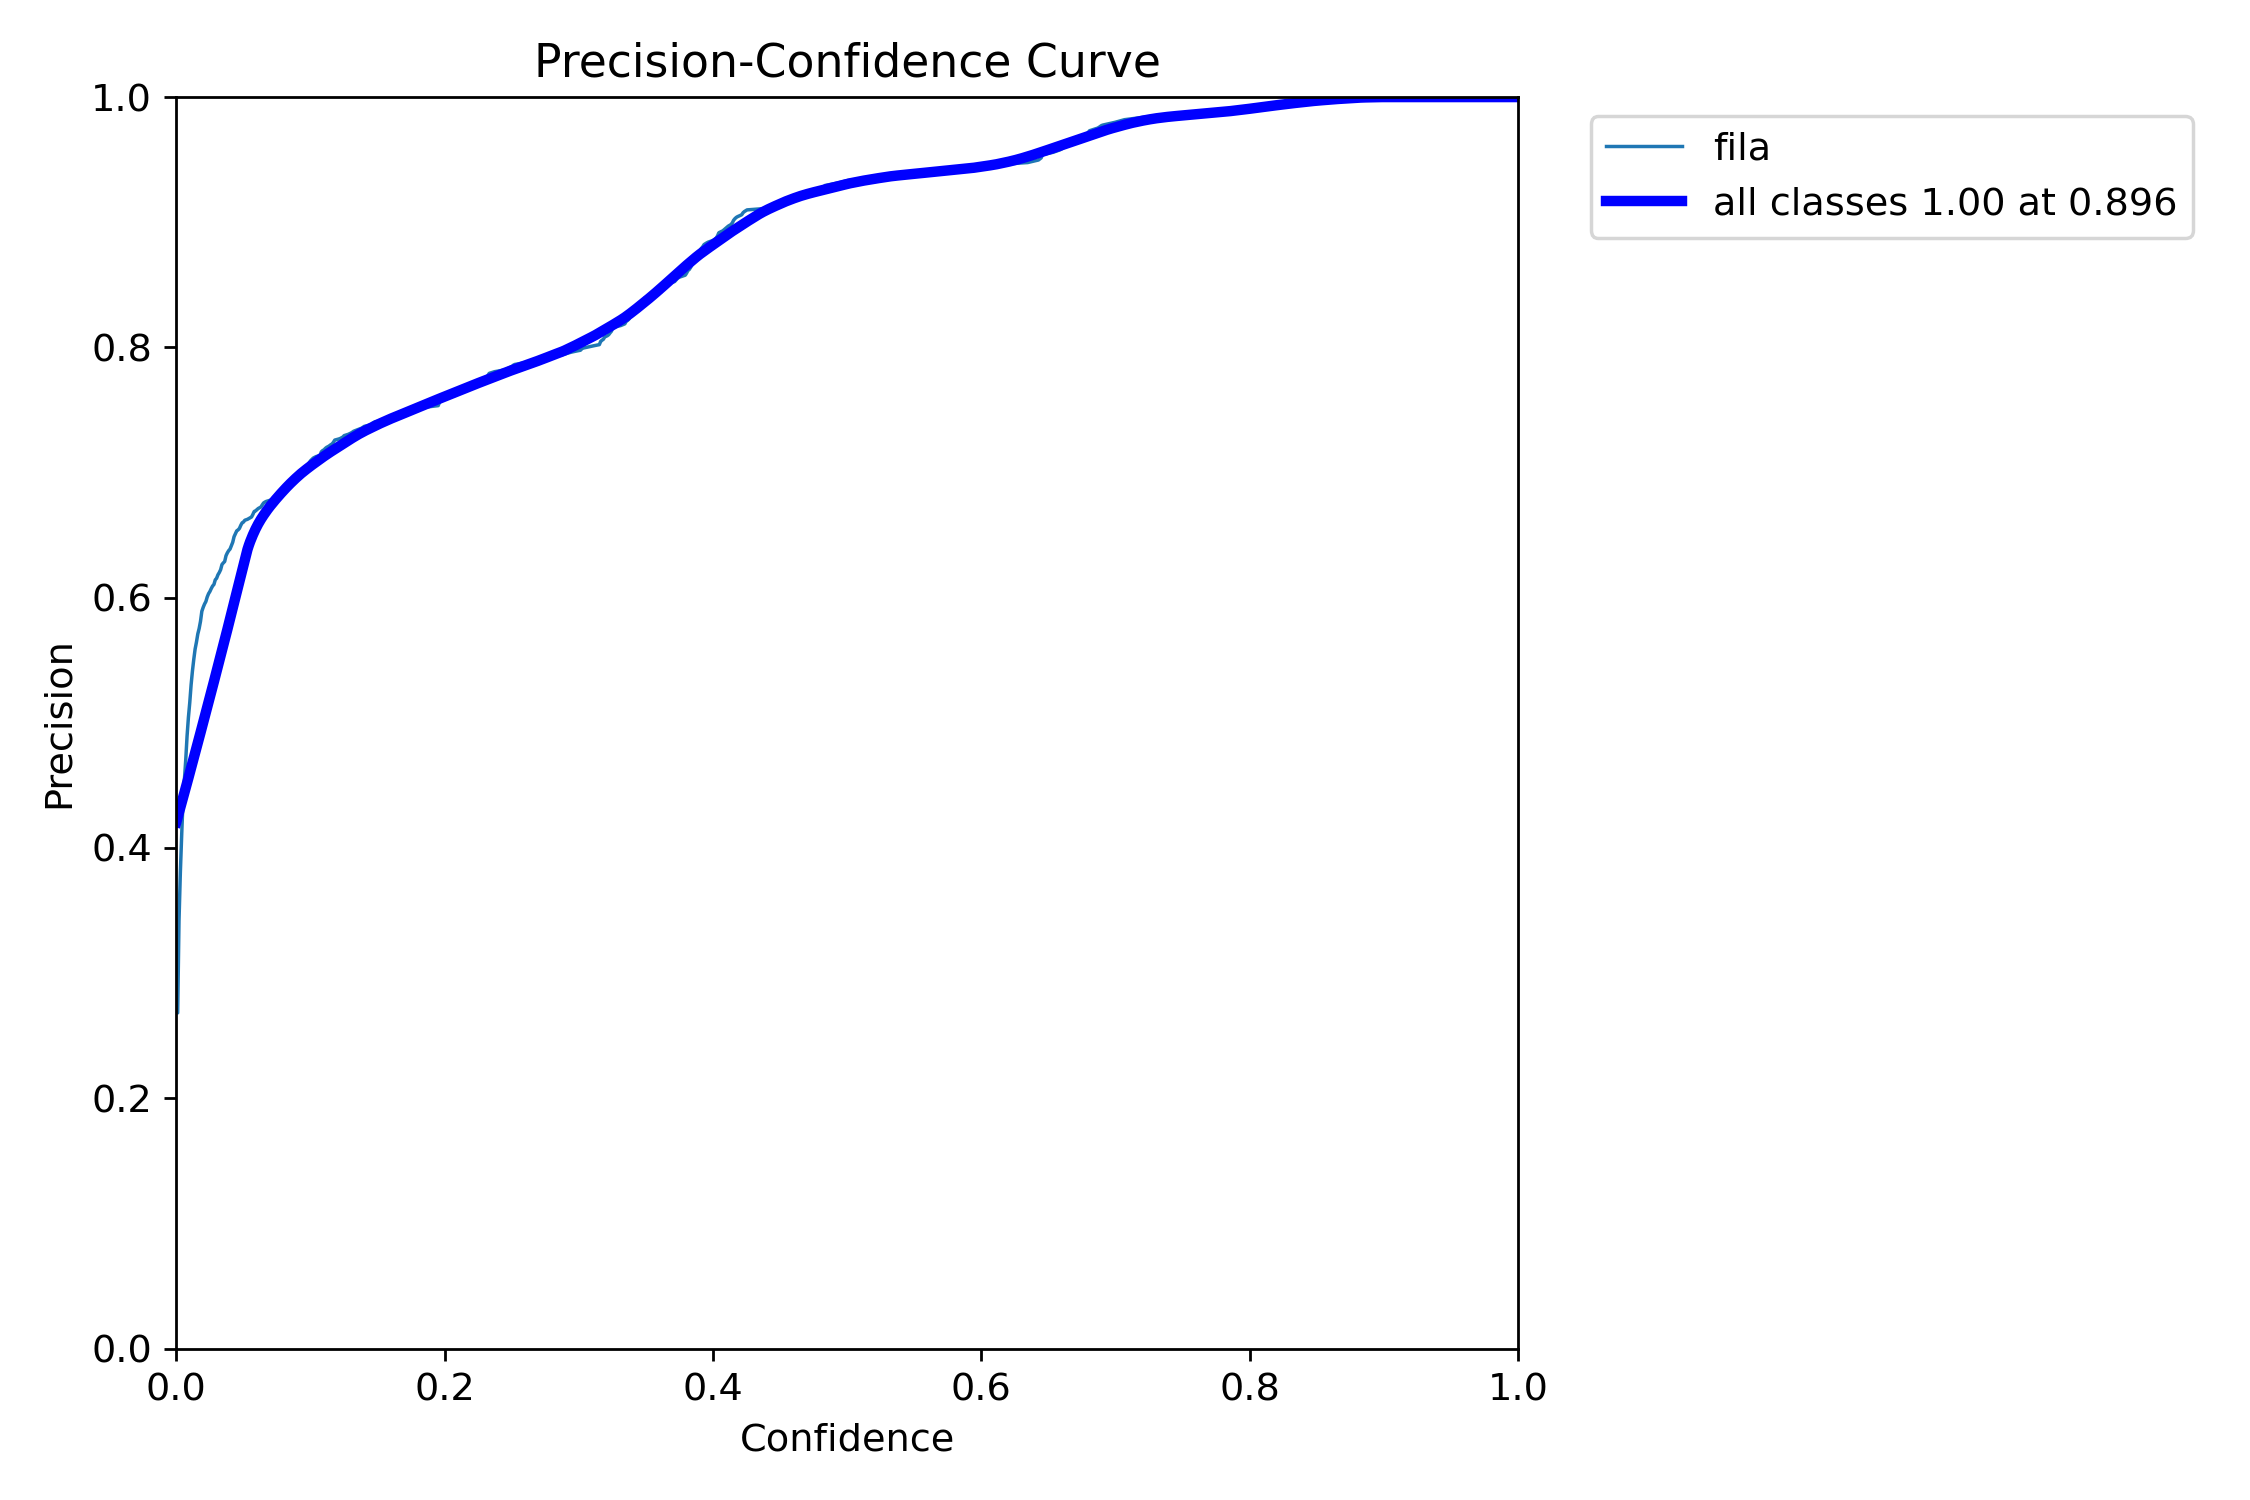 Precision-Confidence Curve
1.0
0.8
0.6
0.4
0.2
0.0
Precision
0.0 0.2 0.4 0.6 0.8 1.0
Confidence
fila
all classes 1.00 at 0.896